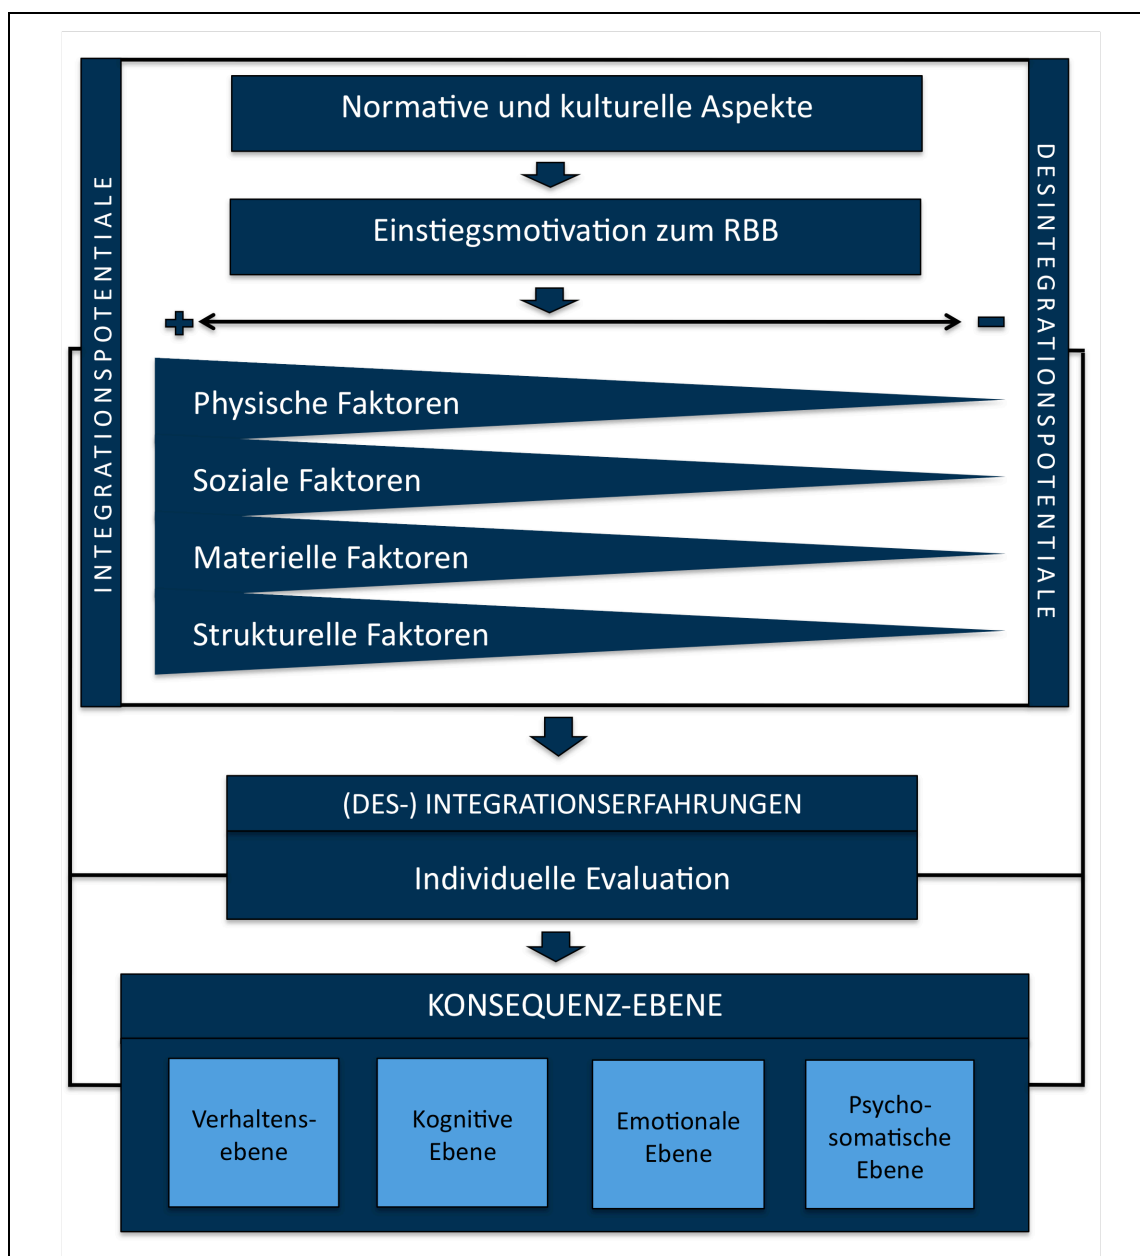 Normative und kulturelle Aspekte
Einstiegsmotivation zum RBB
+
-
INTEGRATIONSPOTENTIALE
DESINTEGRATIONSPOTENTIALE
Physische Faktoren
Soziale Faktoren
Materielle Faktoren
Strukturelle Faktoren
(DES-) INTEGRATIONSERFAHRUNGEN
Individuelle Evaluation
KONSEQUENZ-EBENE
Verhaltens-
ebene
Kognitive
Ebene
Emotionale
Ebene
Psycho-
somatische
Ebene